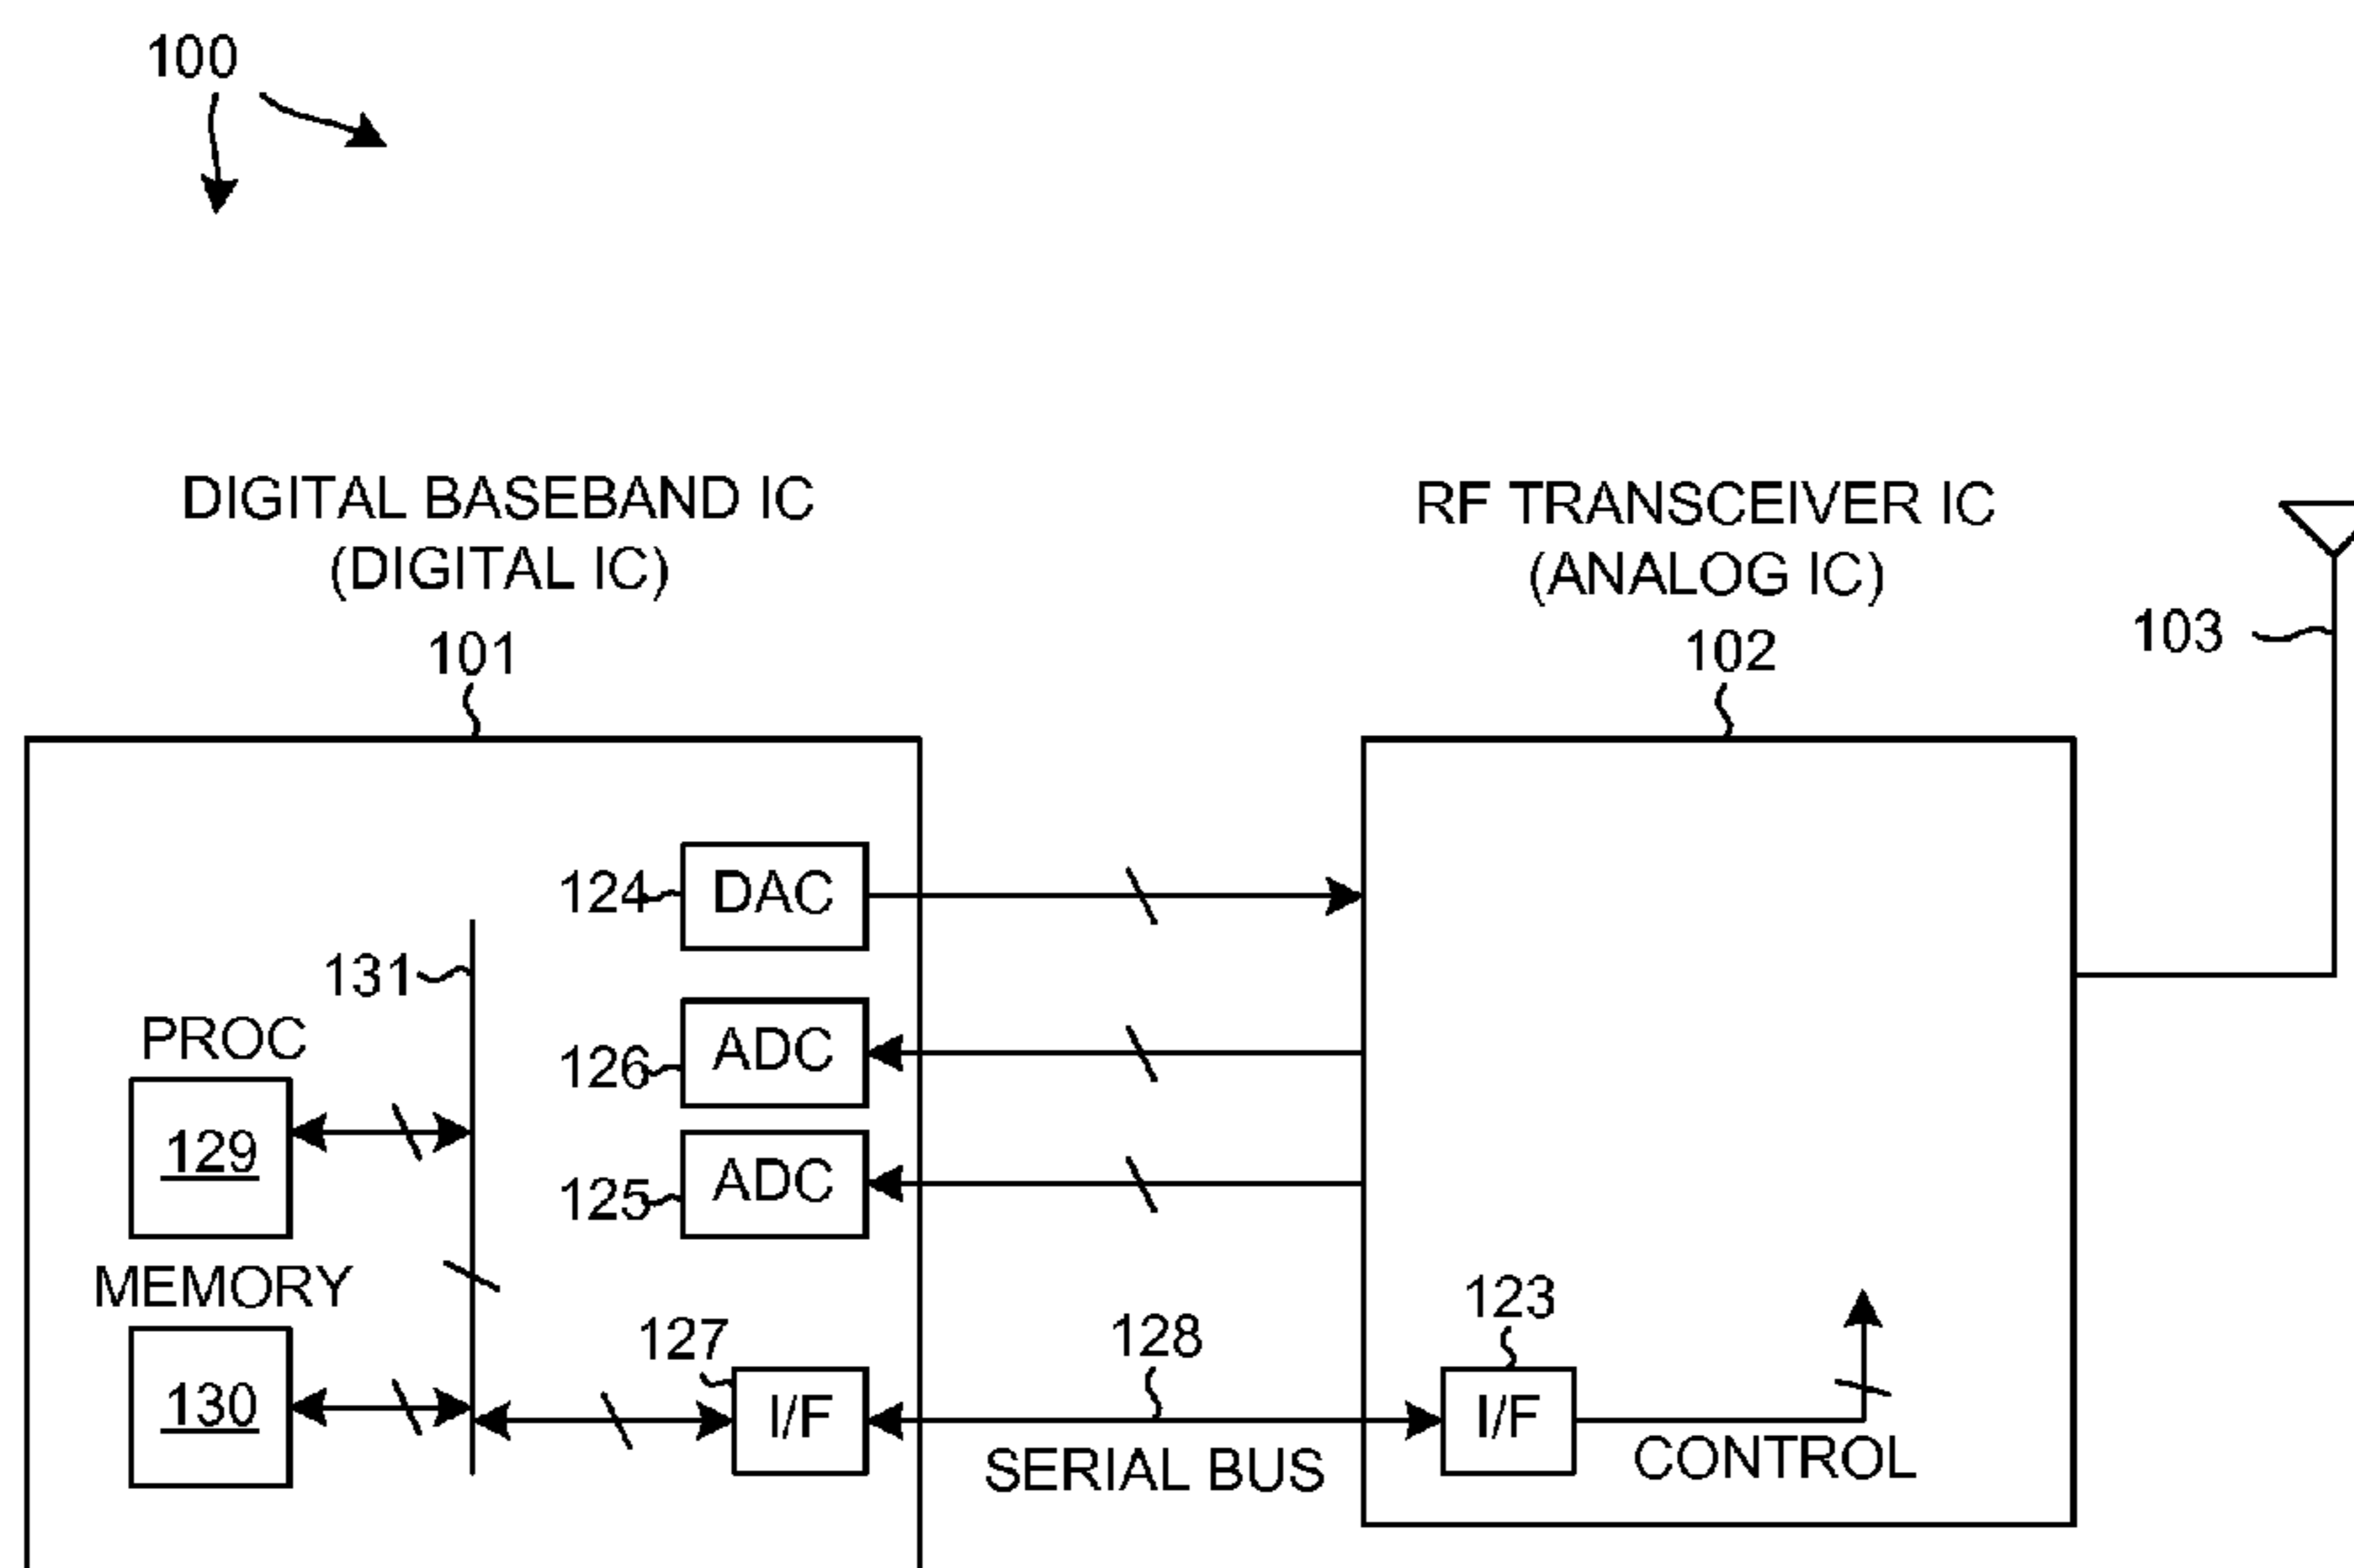 100
DIGITAL BASEBAND IC
(DIGITAL IC)
101
RF TRANSCEIVER IC
(ANALOG IC)
102
103
124
DAC
131
126
ADC
PROC
129
125
ADC
MEMORY
130
127
I/F
128
SERIAL BUS
123
I/F
CONTROL